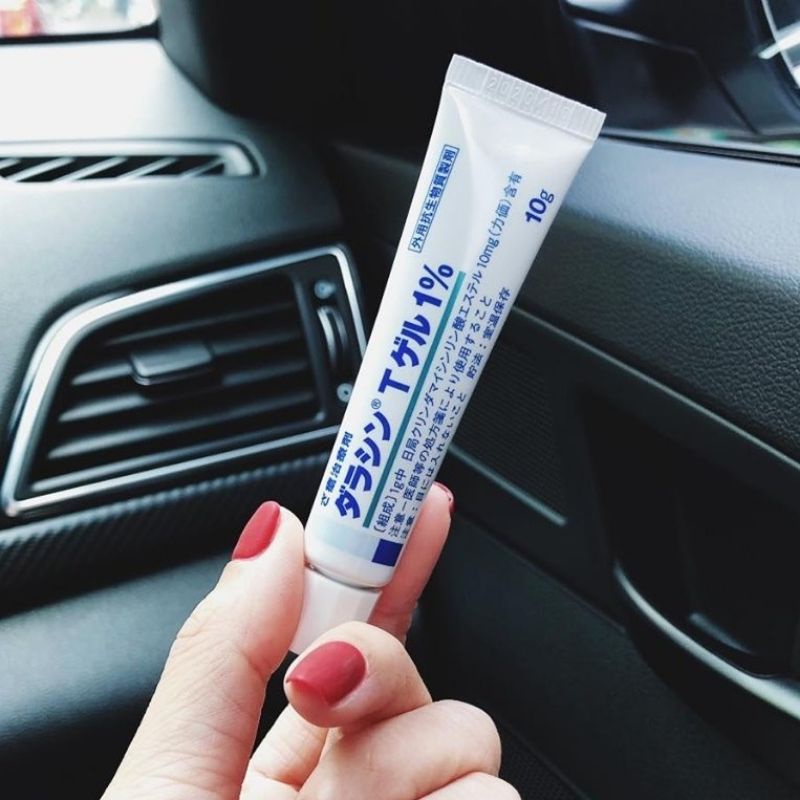 外用抗生物質製剤
ざ瘡治療剤
ダラシン® Tゲル 1%
〔組成〕1g中 日局クリンダマイシンリン酸エステル10mg(力価)含有
注意-医師等の処方箋により使用すること
注意:目には入れないこと 貯法:室温保存
10g